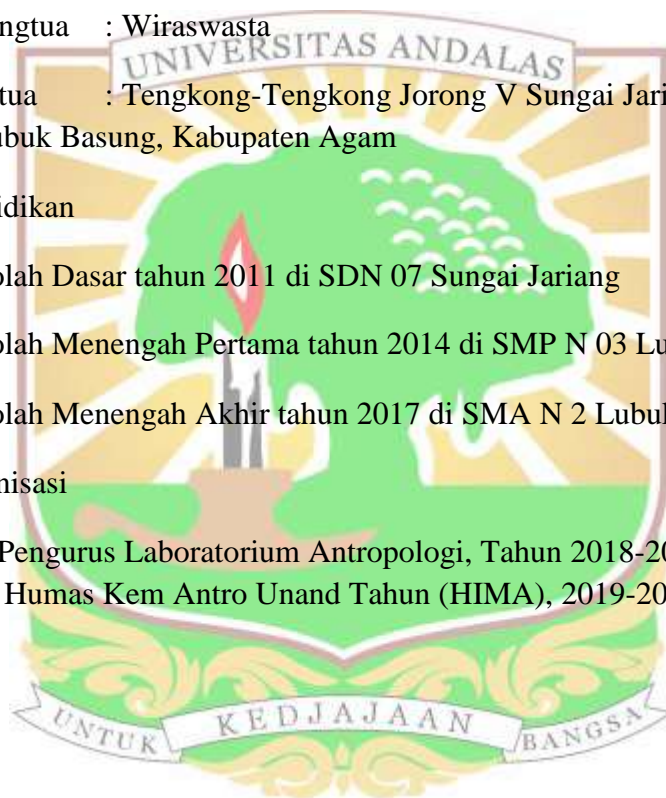 ngtua : Wiraswasta
UNIVERSITAS ANDALAS
tua : Tengkong-Tengkong Jorong V Sungai Jari
ubuk Basung, Kabupaten Agam
idikan
olah Dasar tahun 2011 di SDN 07 Sungai Jariang
olah Menengah Pertama tahun 2014 di SMP N 03 Lu
olah Menengah Akhir tahun 2017 di SMA N 2 Lubu
nisasi
Pengurus Laboratorium Antropologi, Tahun 2018-20
Humas Kem Antro Unand Tahun (HIMA), 2019-20
UNTUK KEDJAJAAN BANGSA